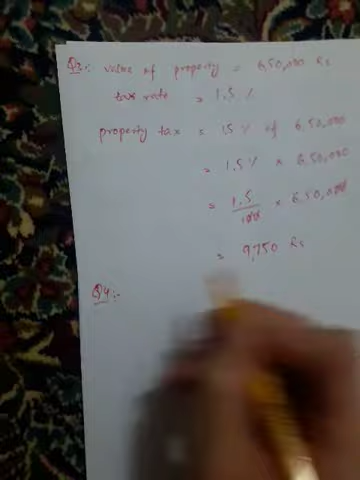 Q3:- value of property = 6,50,000 Rs
tax rate = 1.5 %
property tax = 1.5 % of 6,50,000
= 1.5 % × 6,50,000
= 1.5/100 × 6,50,000
= 9,750 Rs
Q4:-